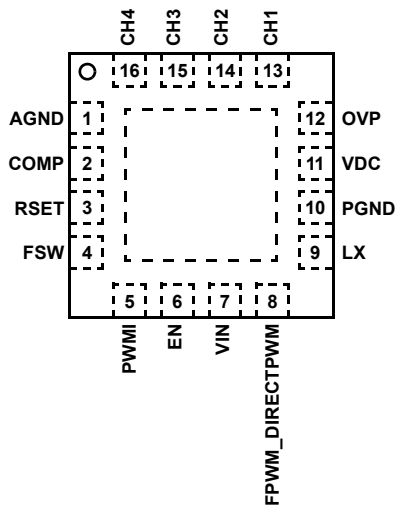 CH4 CH3 CH2 CH1
16 15 14 13
AGND 1 12 OVP
COMP 2 11 VDC
RSET 3 10 PGND
FSW 4 9 LX
5 6 7 8
PWMI EN VIN FPWM_DIRECTPWM